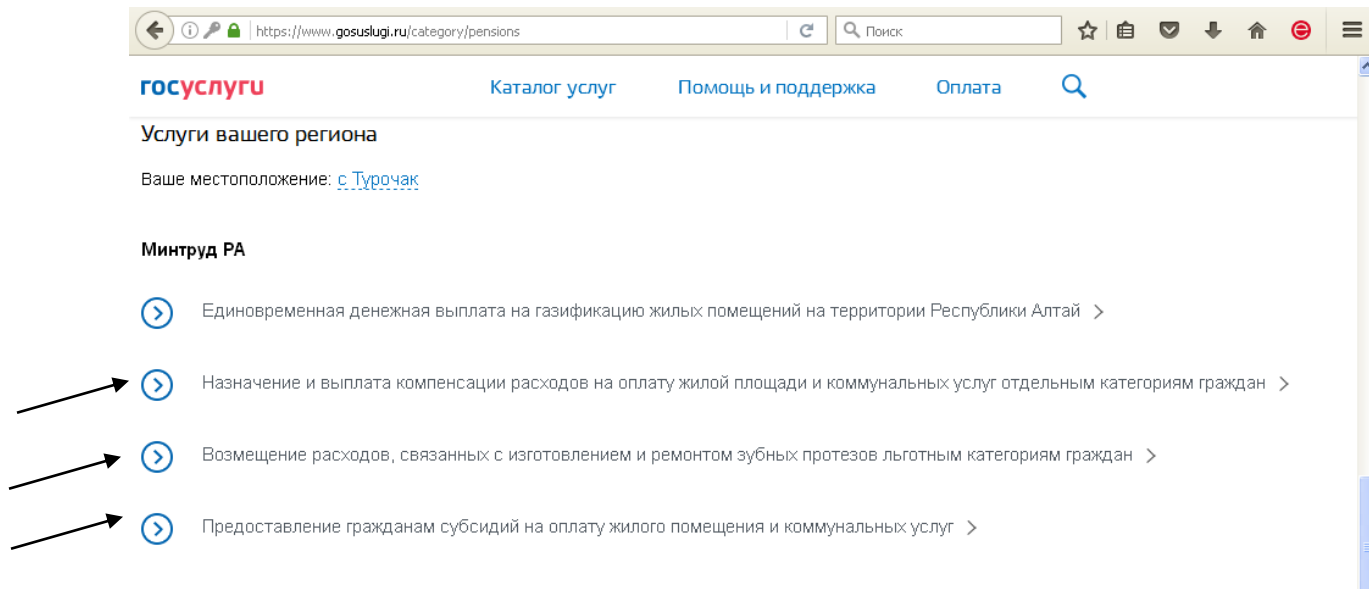 https://www.gosuslugi.ru/category/pensions
Поиск
госуслуги
Каталог услуг
Помощь и поддержка
Оплата
Услуги вашего региона
Ваше местоположение: с Турочак
Минтруд РА
Единовременная денежная выплата на газификацию жилых помещений на территории Республики Алтай
Назначение и выплата компенсации расходов на оплату жилой площади и коммунальных услуг отдельным категориям граждан
Возмещение расходов, связанных с изготовлением и ремонтом зубных протезов льготным категориям граждан
Предоставление гражданам субсидий на оплату жилого помещения и коммунальных услуг